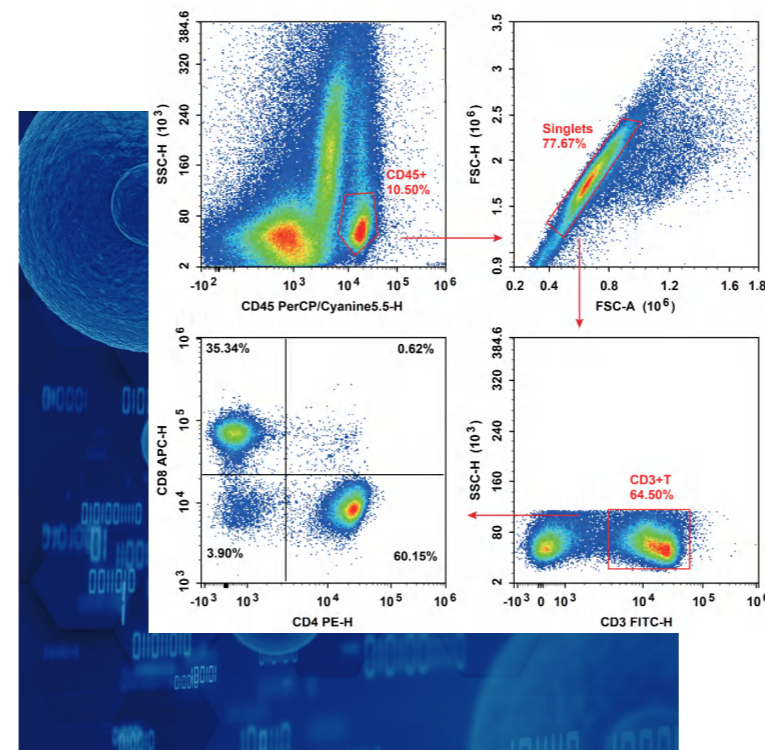 384.6
320
240
160
80
2
SSC-H (10³)
CD45+
10.50%
-10² 10³ 10⁴ 10⁵ 10⁶
CD45 PerCP/Cyanine5.5-H
3.5
2.5
2
1.5
0.9
FSC-H (10⁶)
Singlets
77.67%
0.2 0.4 0.8 1.2 1.6 1.8
FSC-A (10⁶)
10⁶
10⁵
10⁴
10³
CD8 APC-H
35.34% 0.62%
3.90% 60.15%
-10³ 10³ 10⁴ 10⁵ 10⁶
CD4 PE-H
384.6
320
240
160
80
2
SSC-H (10³)
CD3+T
64.50%
-10³ 0 10³ 10⁴ 10⁵ 10⁶
CD3 FITC-H